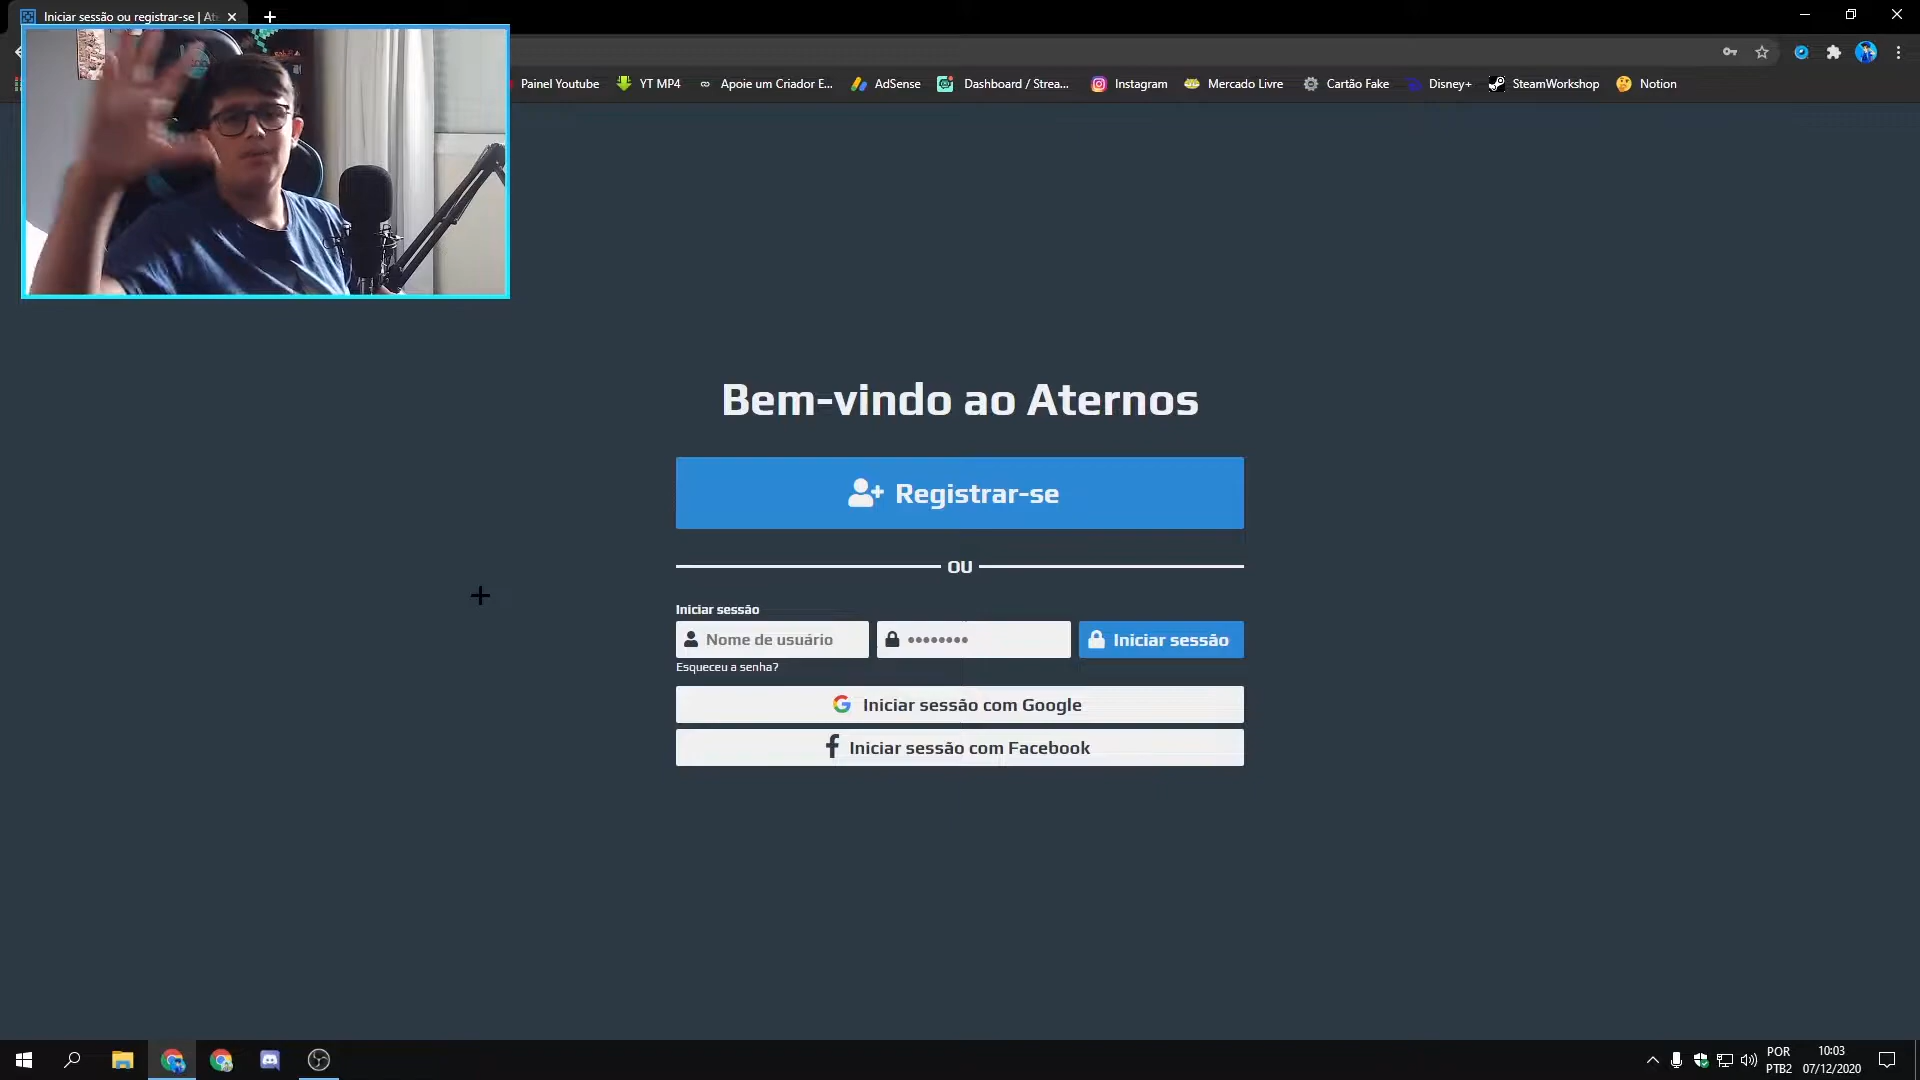 Iniciar sessão ou registrar-se | At
Painel Youtube
YT MP4
Apoie um Criador E...
AdSense
Dashboard / Strea...
Instagram
Mercado Livre
Cartão Fake
Disney+
SteamWorkshop
Notion
Bem-vindo ao Aternos
Registrar-se
OU
Iniciar sessão
Nome de usuário
Iniciar sessão
Esqueceu a senha?
Iniciar sessão com Google
Iniciar sessão com Facebook
POR
PTB2
10:03
07/12/2020